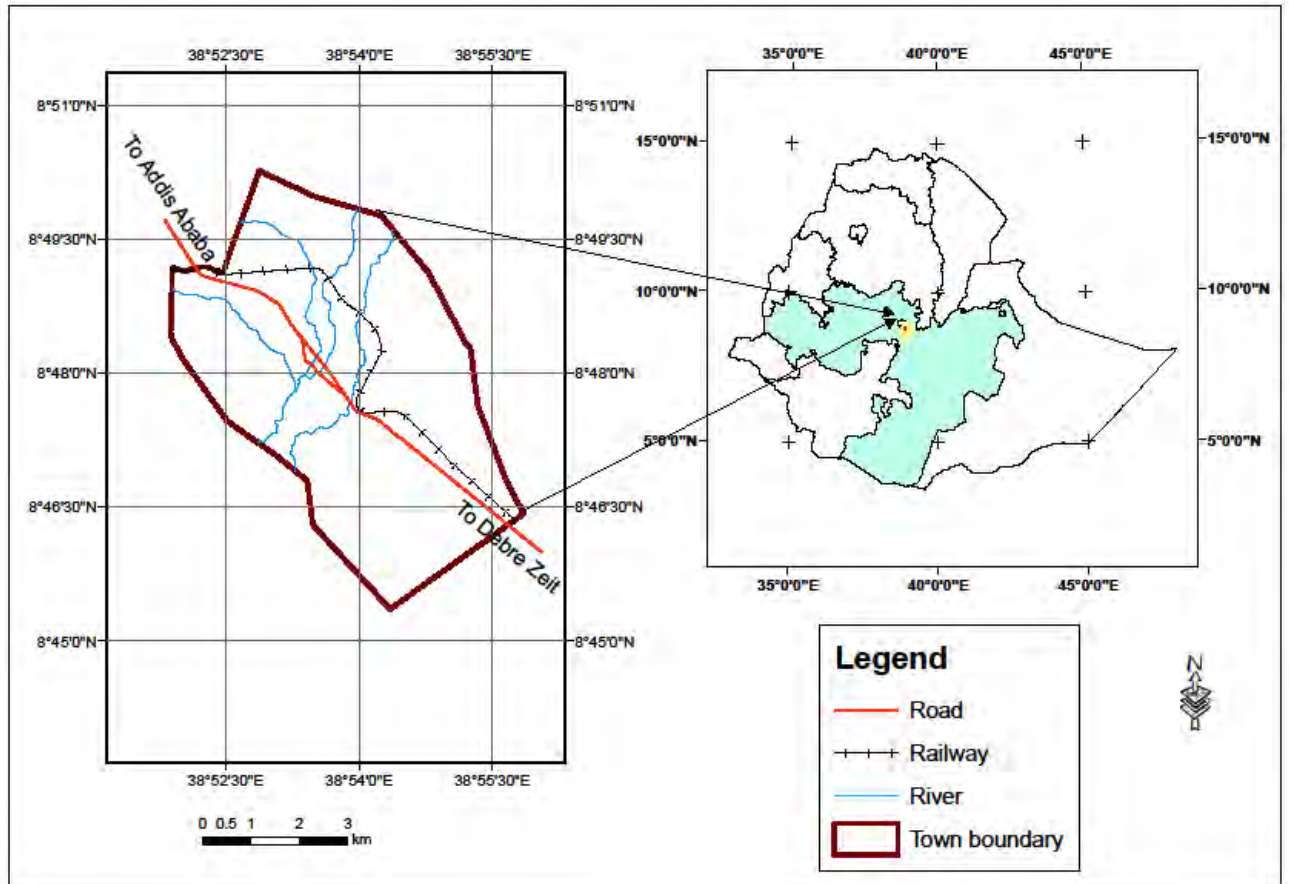 38°52'30"E 38°54'0"E 38°55'30"E
8°51'0"N 8°51'0"N
To Addis Ababa
8°49'30"N 8°49'30"N
8°48'0"N 8°48'0"N
8°46'30"N 8°46'30"N
To Debre Zeit
8°45'0"N 8°45'0"N
38°52'30"E 38°54'0"E 38°55'30"E
0 0.5 1 2 3
km
35°0'0"E 40°0'0"E 45°0'0"E
15°0'0"N 15°0'0"N
10°0'0"N 10°0'0"N
5°0'0"N 5°0'0"N
35°0'0"E 40°0'0"E 45°0'0"E
Legend
Road
Railway
River
Town boundary
N